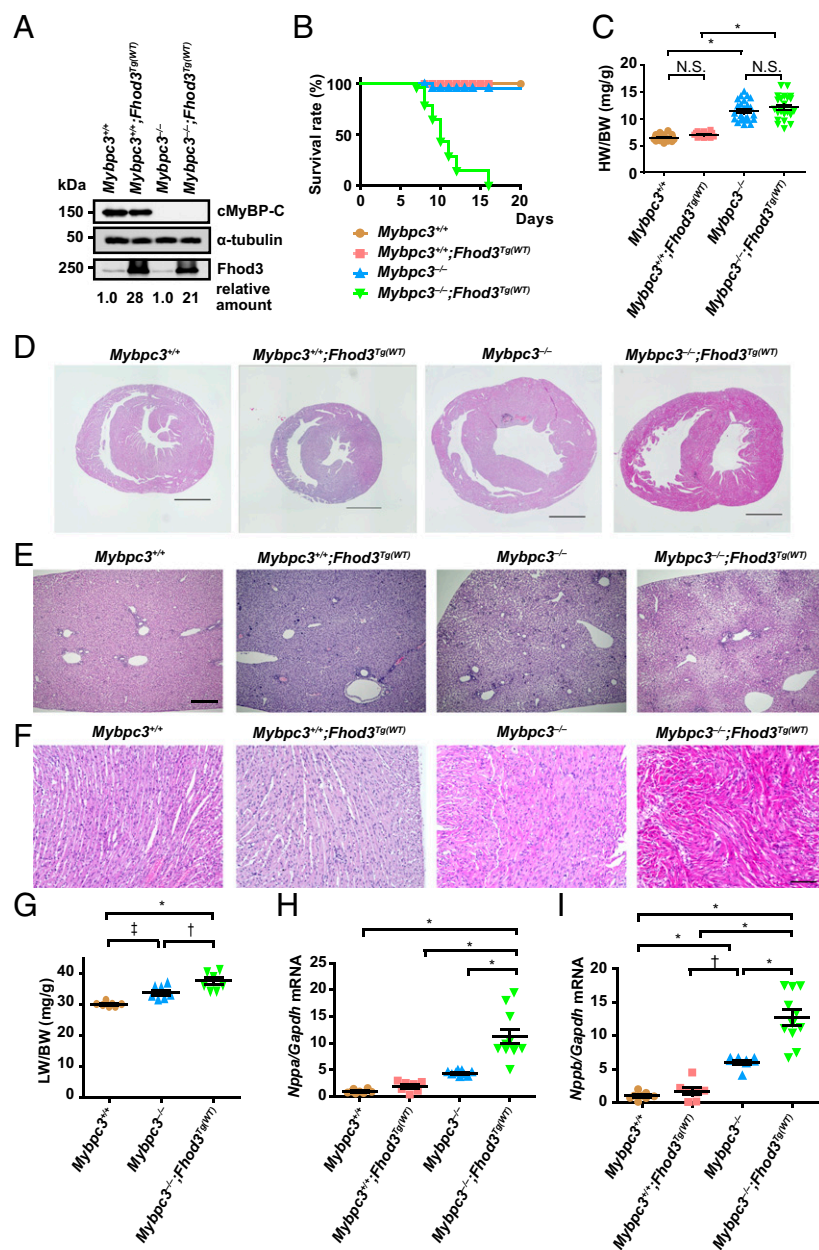 A
Mybpc3+/+
Mybpc3+/+;Fhod3Tg(WT)
Mybpc3–/–
Mybpc3–/–;Fhod3Tg(WT)
kDa
150
cMyBP-C
50
α-tubulin
250
Fhod3
1.0 28 1.0 21
relative amount
B
Survival rate (%)
100
50
0
0 5 10 15 20
Days
Mybpc3+/+
Mybpc3+/+;Fhod3Tg(WT)
Mybpc3–/–
Mybpc3–/–;Fhod3Tg(WT)
C
*
*
N.S. N.S.
HW/BW (mg/g)
20
15
10
5
0
Mybpc3+/+
Mybpc3+/+;Fhod3Tg(WT)
Mybpc3–/–
Mybpc3–/–;Fhod3Tg(WT)
D
Mybpc3+/+ Mybpc3+/+;Fhod3Tg(WT) Mybpc3–/– Mybpc3–/–;Fhod3Tg(WT)
E
Mybpc3+/+ Mybpc3+/+;Fhod3Tg(WT) Mybpc3–/– Mybpc3–/–;Fhod3Tg(WT)
F
Mybpc3+/+ Mybpc3+/+;Fhod3Tg(WT) Mybpc3–/– Mybpc3–/–;Fhod3Tg(WT)
G
*
‡ †
LW/BW (mg/g)
40
30
20
10
0
Mybpc3+/+
Mybpc3–/–
Mybpc3–/–;Fhod3Tg(WT)
H
*
*
*
Nppa/Gapdh mRNA
25
20
15
10
5
0
Mybpc3+/+
Mybpc3+/+;Fhod3Tg(WT)
Mybpc3–/–
Mybpc3–/–;Fhod3Tg(WT)
I
*
*
*
† *
Nppb/Gapdh mRNA
20
15
10
5
0
Mybpc3+/+
Mybpc3+/+;Fhod3Tg(WT)
Mybpc3–/–
Mybpc3–/–;Fhod3Tg(WT)